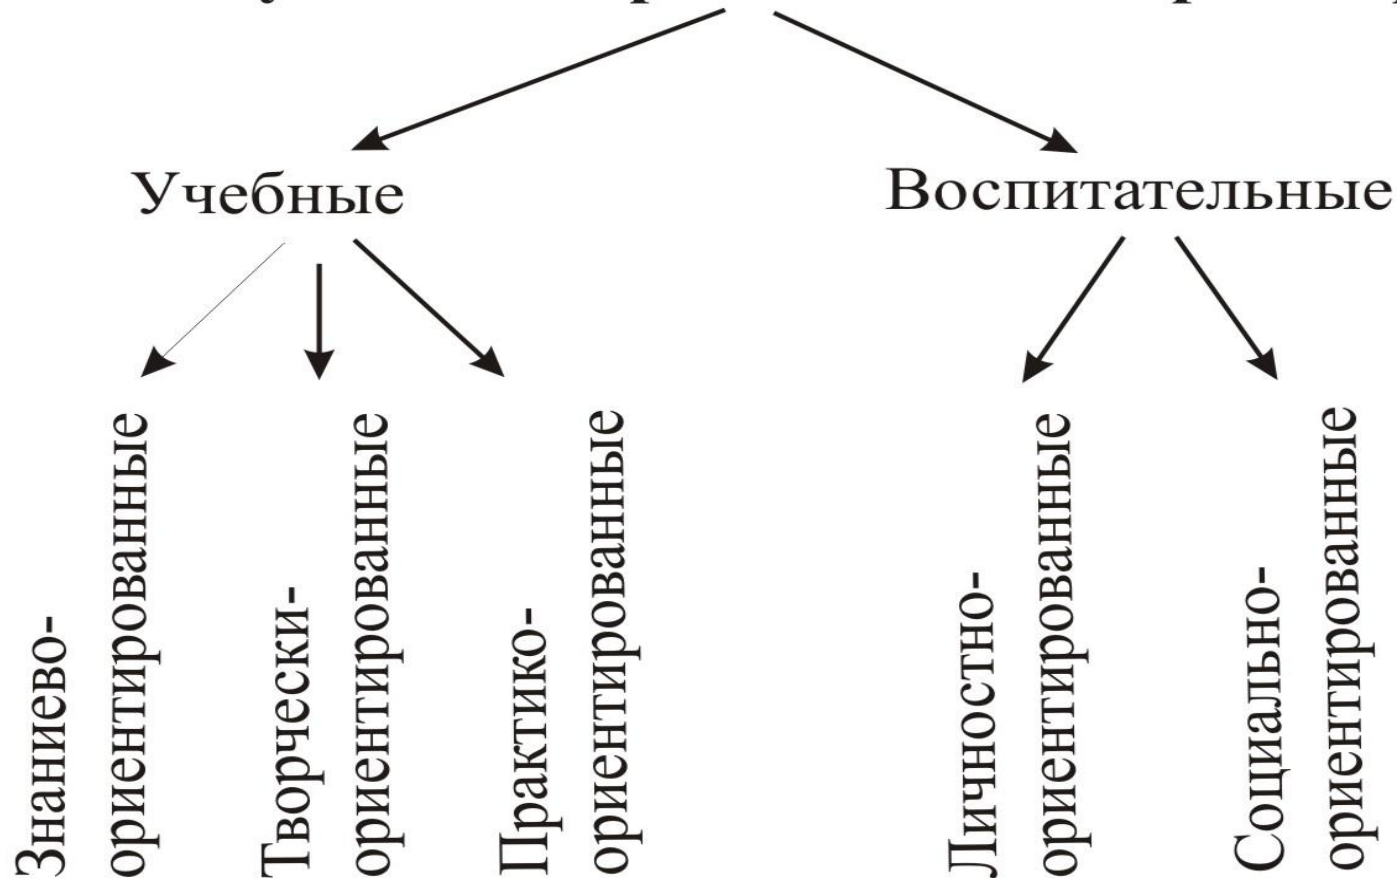 Учебные
Воспитательные
Знаниево-
ориентированные
Творчески-
ориентированные
Практико-
ориентированные
Личностно-
ориентированные
Социально-
ориентированные